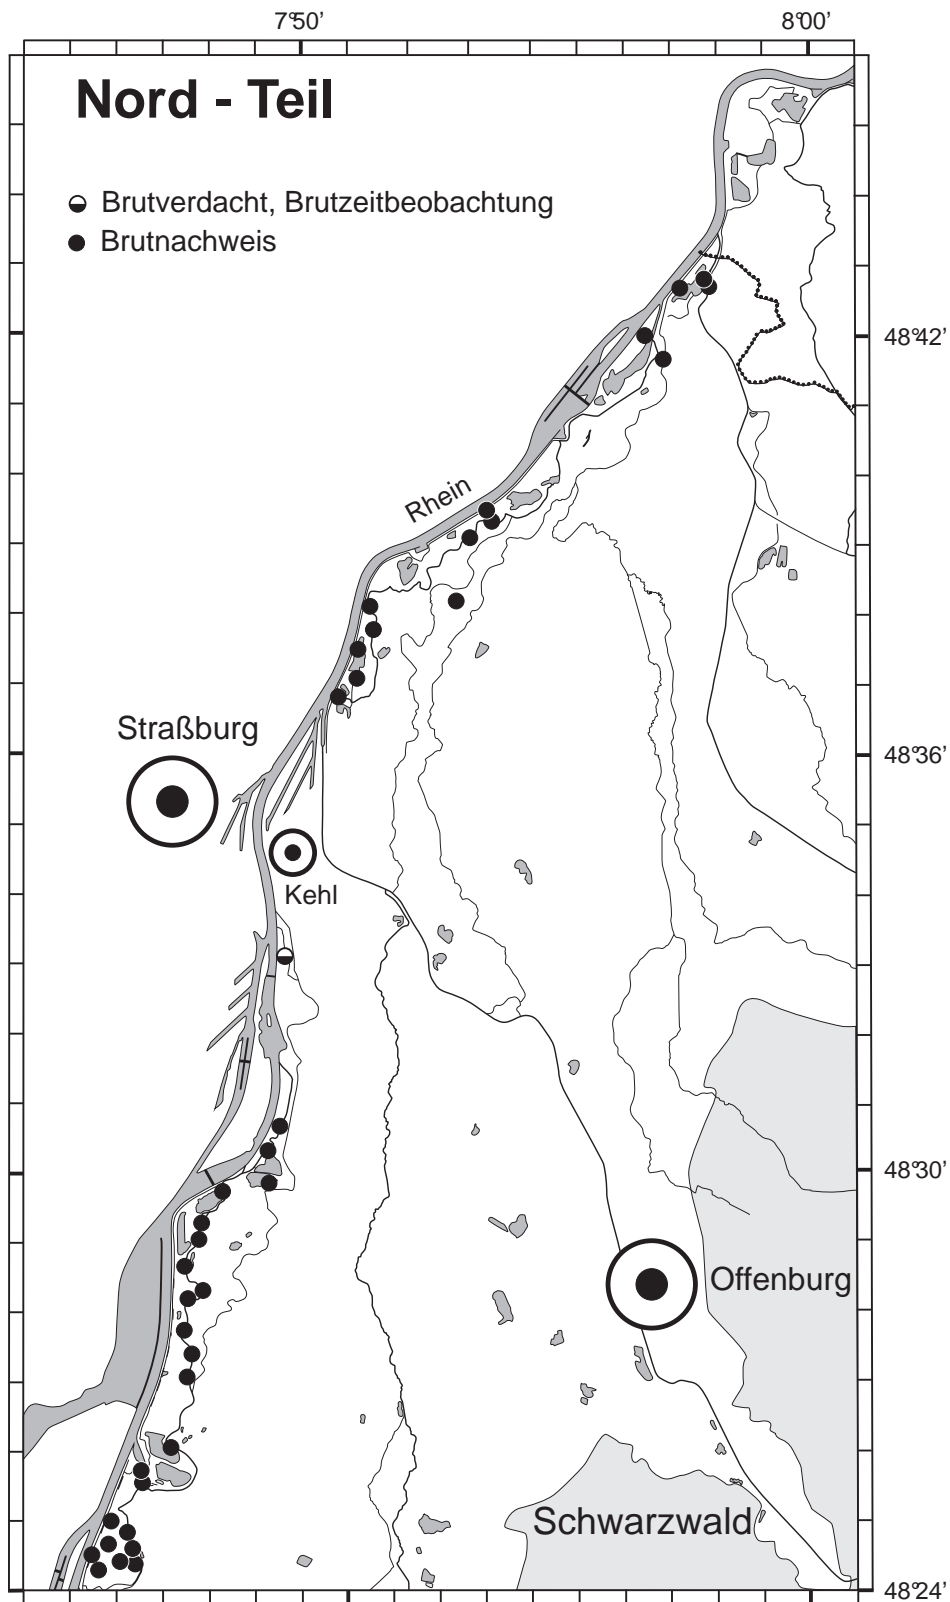 7°50’
8°00’
Nord - Teil
Brutverdacht, Brutzeitbeobachtung
Brutnachweis
48°42’
Rhein
Straßburg
48°36’
Kehl
48°30’
Offenburg
Schwarzwald
48°24’